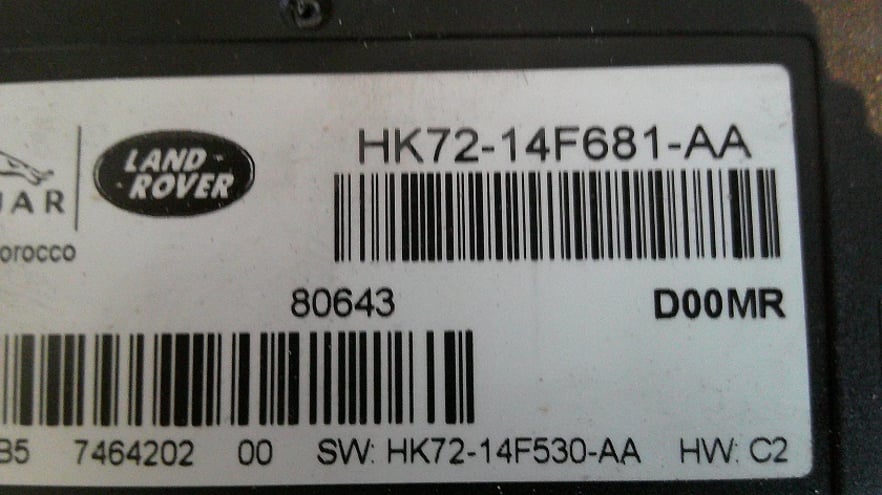 HK72-14F681-AA
UAR
LAND-
-ROVER
orocco
80643 D00MR
B5 7464202 00 SW: HK72-14F530-AA HW: C2